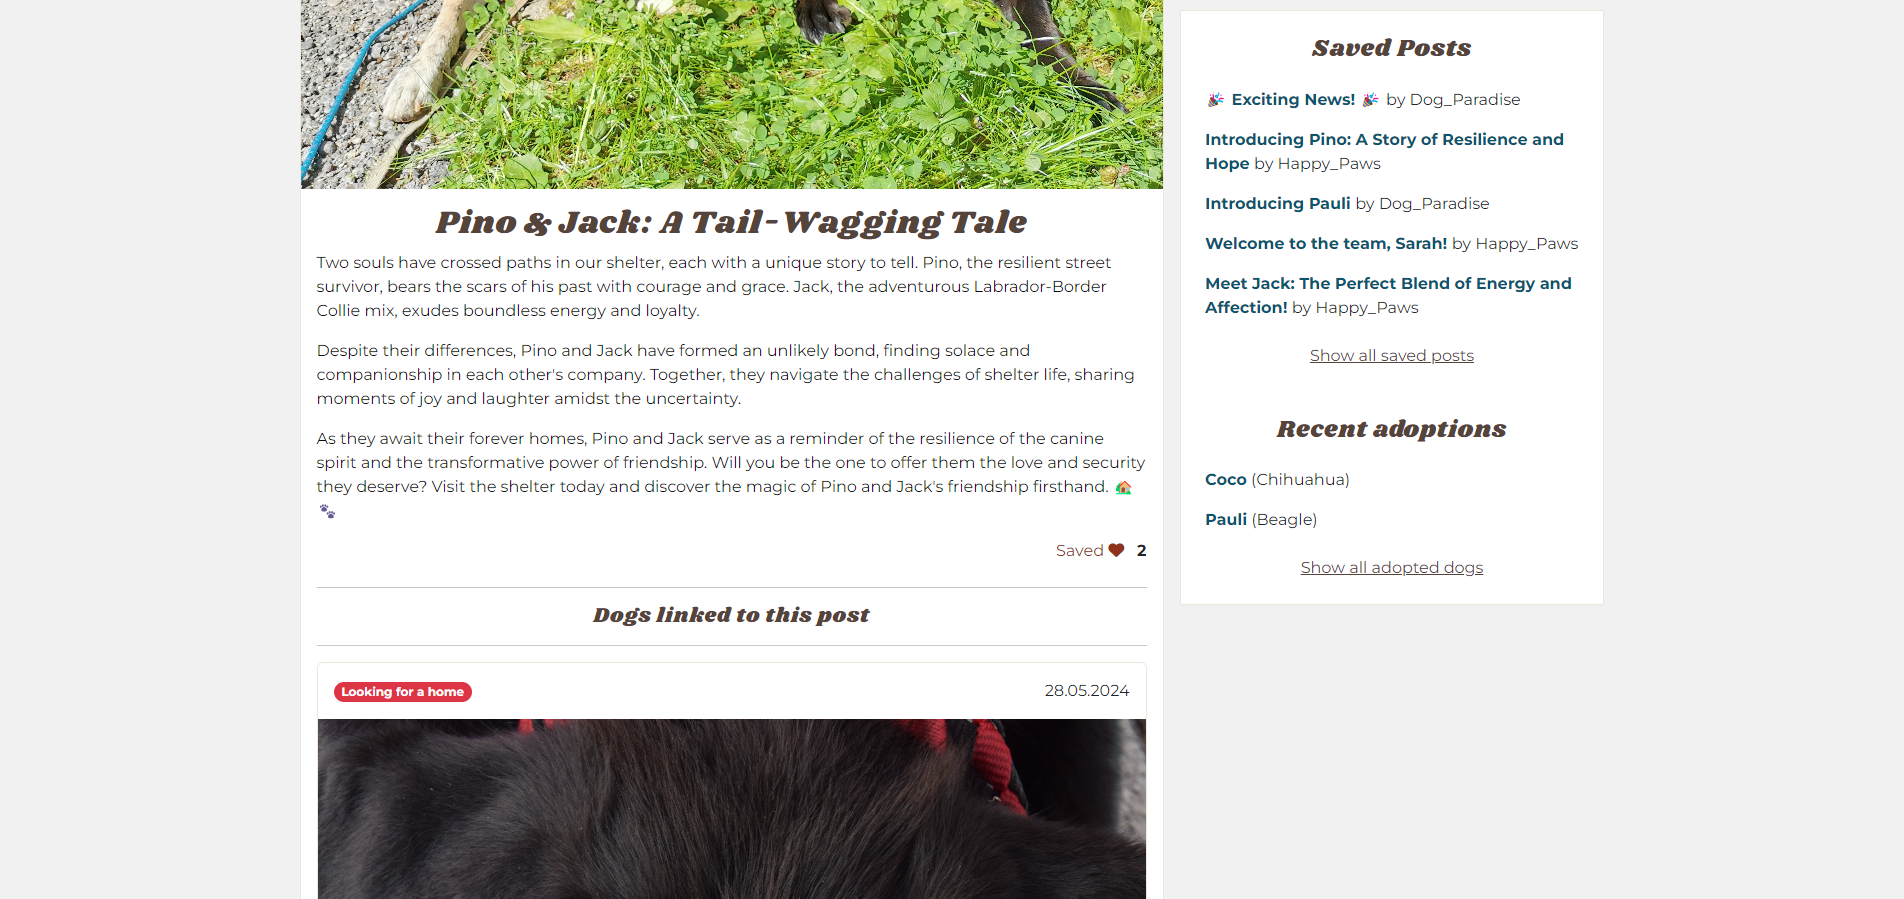 Pino & Jack: A Tail-Wagging Tale
Two souls have crossed paths in our shelter, each with a unique story to tell. Pino, the resilient street
survivor, bears the scars of his past with courage and grace. Jack, the adventurous Labrador-Border
Collie mix, exudes boundless energy and loyalty.
Despite their differences, Pino and Jack have formed an unlikely bond, finding solace and
companionship in each other's company. Together, they navigate the challenges of shelter life, sharing
moments of joy and laughter amidst the uncertainty.
As they await their forever homes, Pino and Jack serve as a reminder of the resilience of the canine
spirit and the transformative power of friendship. Will you be the one to offer them the love and security
they deserve? Visit the shelter today and discover the magic of Pino and Jack's friendship firsthand. 🏠
🐾
Saved ♥ 2
Dogs linked to this post
Looking for a home 28.05.2024
Saved Posts
🎉 Exciting News! 🎉 by Dog_Paradise
Introducing Pino: A Story of Resilience and
Hope by Happy_Paws
Introducing Pauli by Dog_Paradise
Welcome to the team, Sarah! by Happy_Paws
Meet Jack: The Perfect Blend of Energy and
Affection! by Happy_Paws
Show all saved posts
Recent adoptions
Coco (Chihuahua)
Pauli (Beagle)
Show all adopted dogs